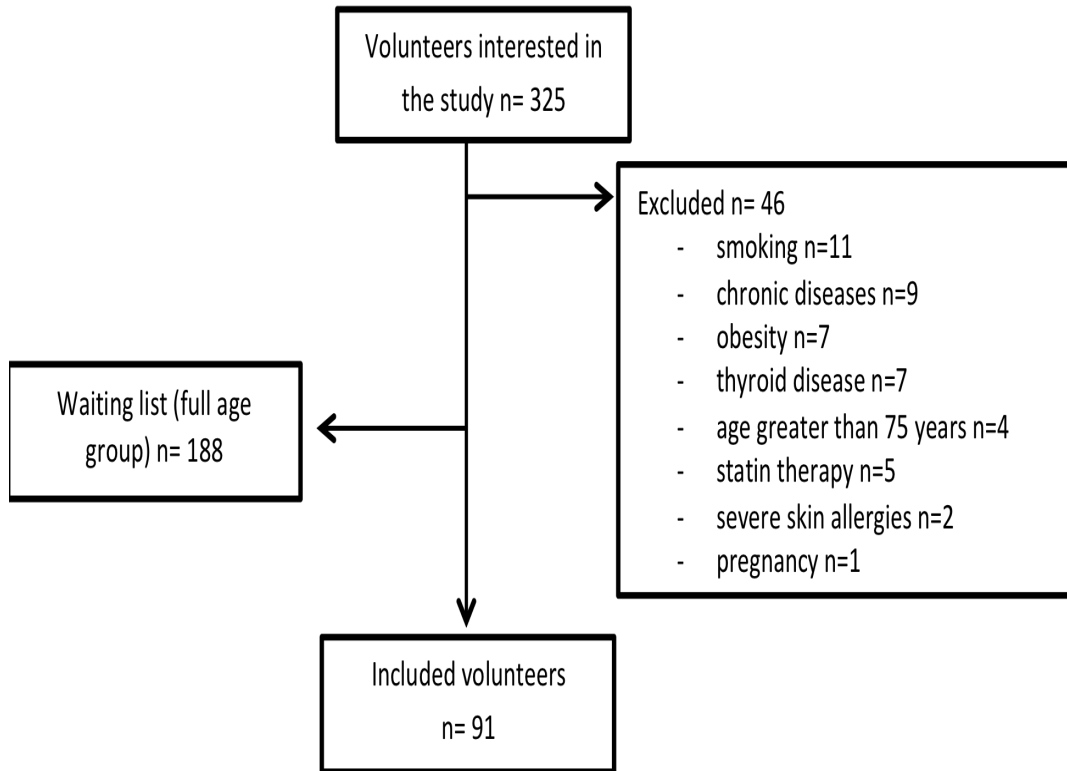 Volunteers interested in
the study n= 325
Excluded n= 46
- smoking n=11
- chronic diseases n=9
- obesity n=7
- thyroid disease n=7
- age greater than 75 years n=4
- statin therapy n=5
- severe skin allergies n=2
- pregnancy n=1
Waiting list (full age
group) n= 188
Included volunteers
n= 91